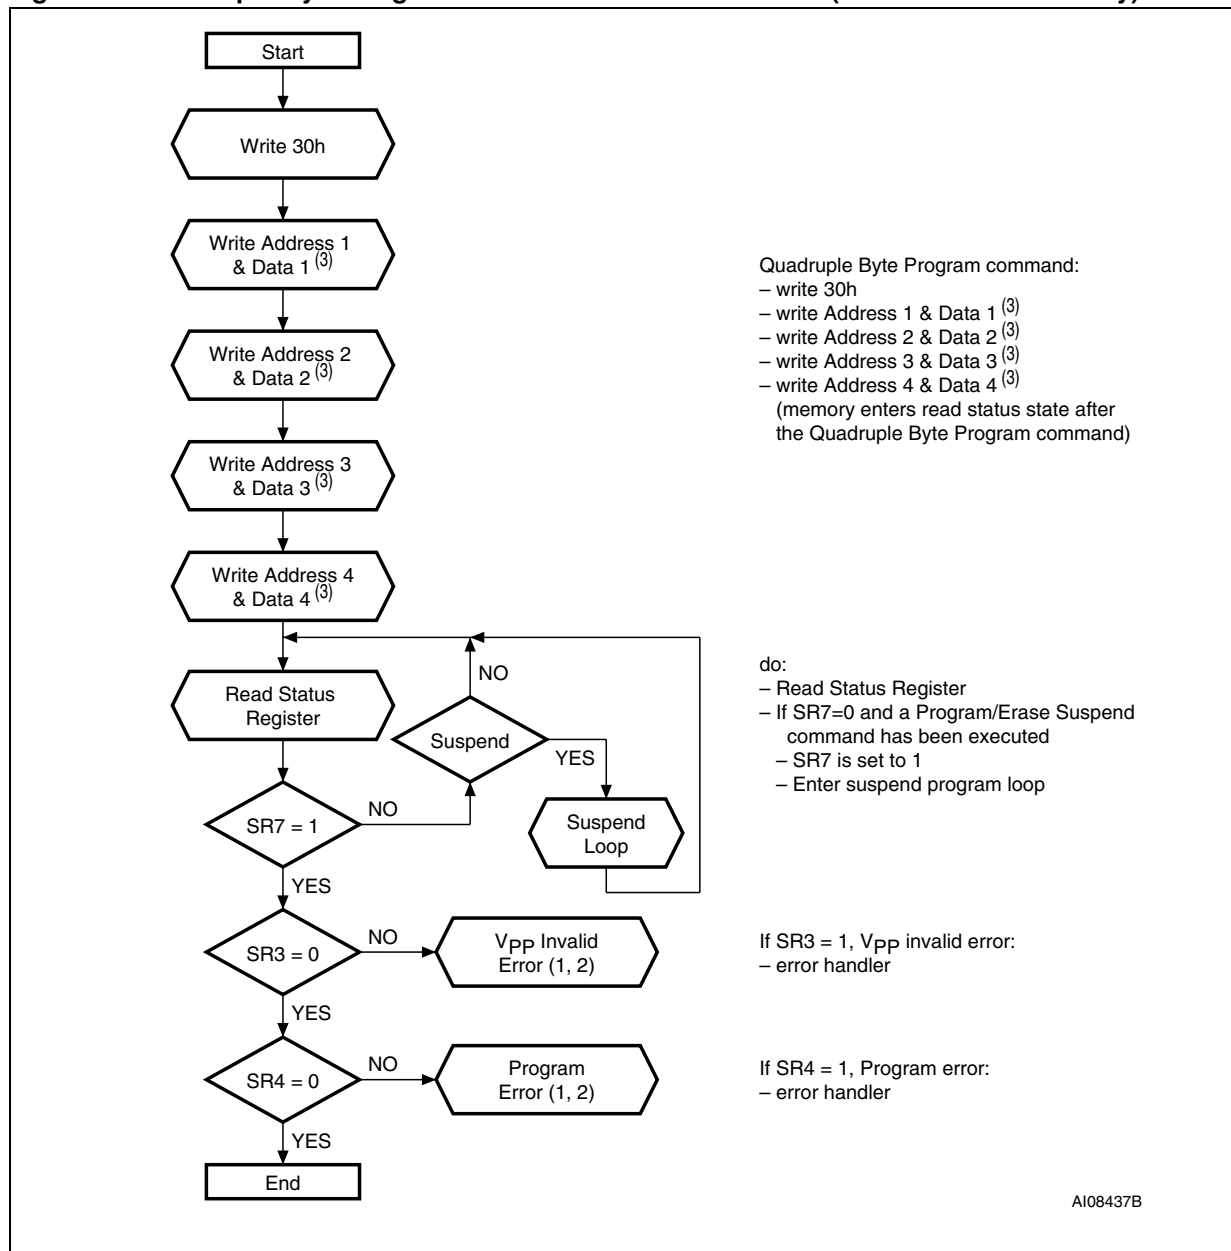 Start
Write 30h
Write Address 1
& Data 1 (3)
Write Address 2
& Data 2 (3)
Write Address 3
& Data 3 (3)
Write Address 4
& Data 4 (3)
Quadruple Byte Program command:
– write 30h
– write Address 1 & Data 1 (3)
– write Address 2 & Data 2 (3)
– write Address 3 & Data 3 (3)
– write Address 4 & Data 4 (3)
(memory enters read status state after
the Quadruple Byte Program command)
Read Status
Register
NO
Suspend
YES
Suspend
Loop
SR7 = 1
NO
YES
do:
– Read Status Register
– If SR7=0 and a Program/Erase Suspend
command has been executed
– SR7 is set to 1
– Enter suspend program loop
SR3 = 0
NO
VPP Invalid
Error (1, 2)
YES
If SR3 = 1, VPP invalid error:
– error handler
SR4 = 0
NO
Program
Error (1, 2)
YES
If SR4 = 1, Program error:
– error handler
End
AI08437B